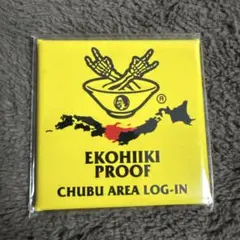 ®
EKOHIIKI
PROOF
CHUBU AREA LOG-IN